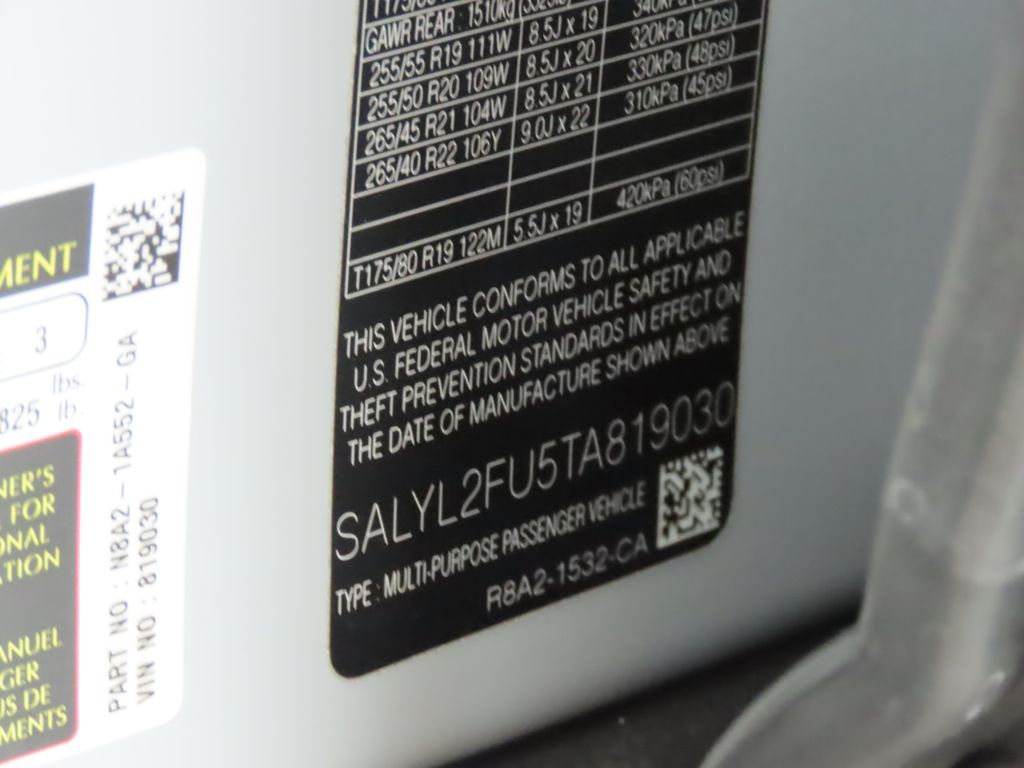 MENT
3
lbs.
825 lb.
NER'S
FOR
ONAL
ATION
ANUEL
GER
US DE
MENTS
PART NO : N8A2-1A552-GA
VIN NO : 819030
GAWR REAR : 1510kg
255/55 R19 111W 8.5J x 19 340kPa
255/50 R20 109W 8.5J x 20 320kPa (47psi)
265/45 R21 104W 8.5J x 21 330kPa (48psi)
265/40 R22 106Y 9.0J x 22 310kPa (45psi)
T175/80 R19 122M 5.5J x 19 420kPa (60psi)
THIS VEHICLE CONFORMS TO ALL APPLICABLE
U.S. FEDERAL MOTOR VEHICLE SAFETY AND
THEFT PREVENTION STANDARDS IN EFFECT ON
THE DATE OF MANUFACTURE SHOWN ABOVE
SALYL2FU5TA819030
TYPE : MULTI-PURPOSE PASSENGER VEHICLE
R8A2-1532-CA